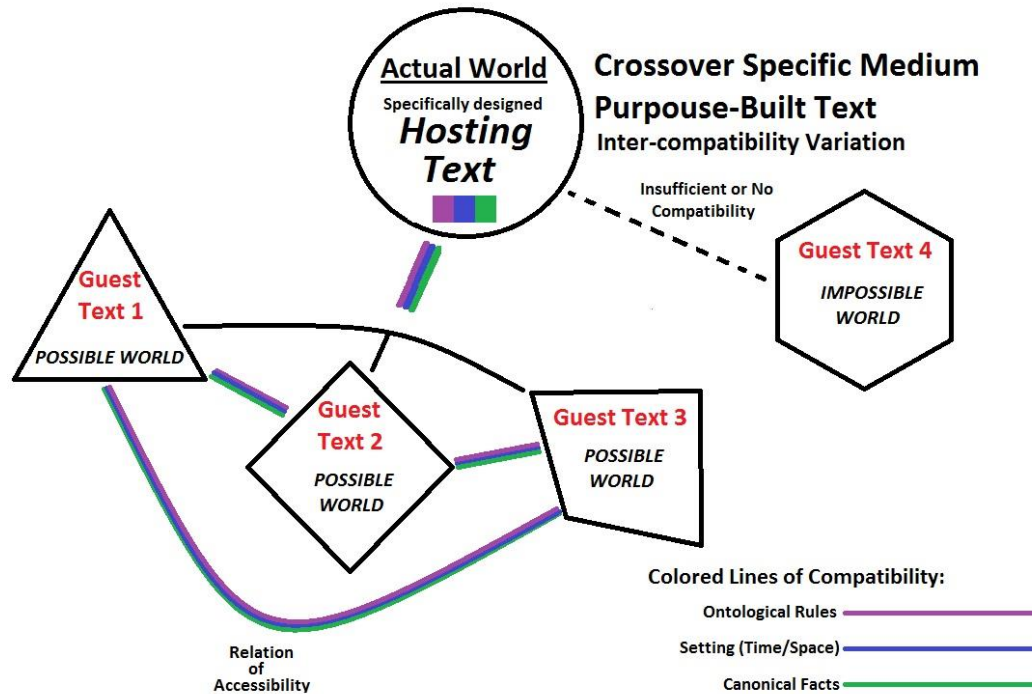 Actual World
Specifically designed
Hosting
Text
Crossover Specific Medium
Purpouse-Built Text
Inter-compatibility Variation
Insufficient or No
Compatibility
Guest
Text 1
POSSIBLE WORLD
Guest Text 4
IMPOSSIBLE
WORLD
Guest
Text 2
POSSIBLE
WORLD
Guest Text 3
POSSIBLE
WORLD
Relation
of
Accessibility
Colored Lines of Compatibility:
Ontological Rules
Setting (Time/Space)
Canonical Facts